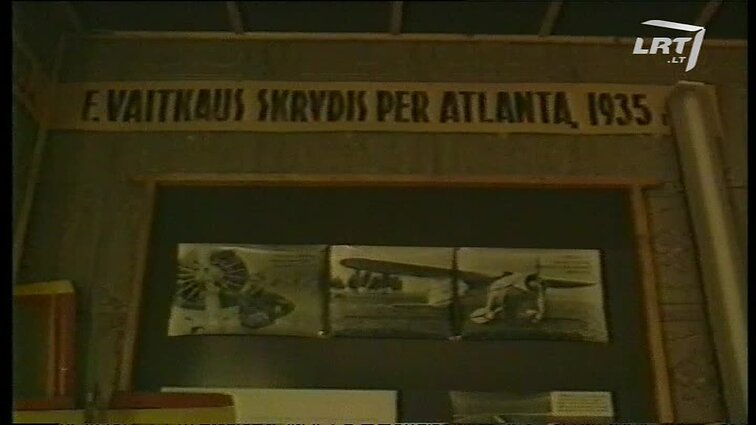 LRT
.LT
F. VAITKAUS SKRYDIS PER ATLANTĄ, 1935